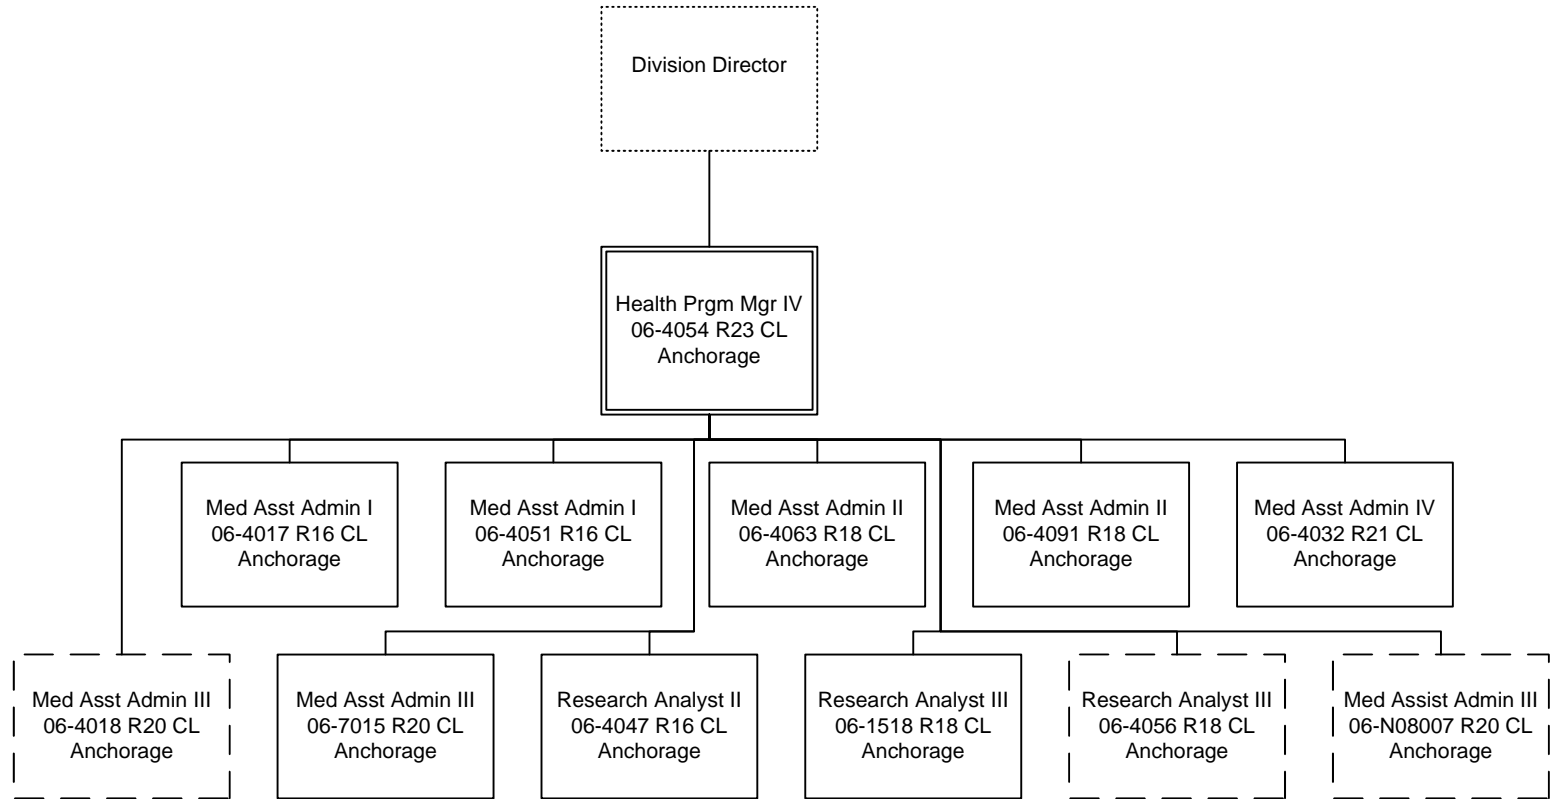 Division Director
Health Prgm Mgr IV
06-4054 R23 CL
Anchorage
Med Asst Admin I
06-4017 R16 CL
Anchorage
Med Asst Admin I
06-4051 R16 CL
Anchorage
Med Asst Admin II
06-4063 R18 CL
Anchorage
Med Asst Admin II
06-4091 R18 CL
Anchorage
Med Asst Admin IV
06-4032 R21 CL
Anchorage
Med Asst Admin III
06-4018 R20 CL
Anchorage
Med Asst Admin III
06-7015 R20 CL
Anchorage
Research Analyst II
06-4047 R16 CL
Anchorage
Research Analyst III
06-1518 R18 CL
Anchorage
Research Analyst III
06-4056 R18 CL
Anchorage
Med Assist Admin III
06-N08007 R20 CL
Anchorage